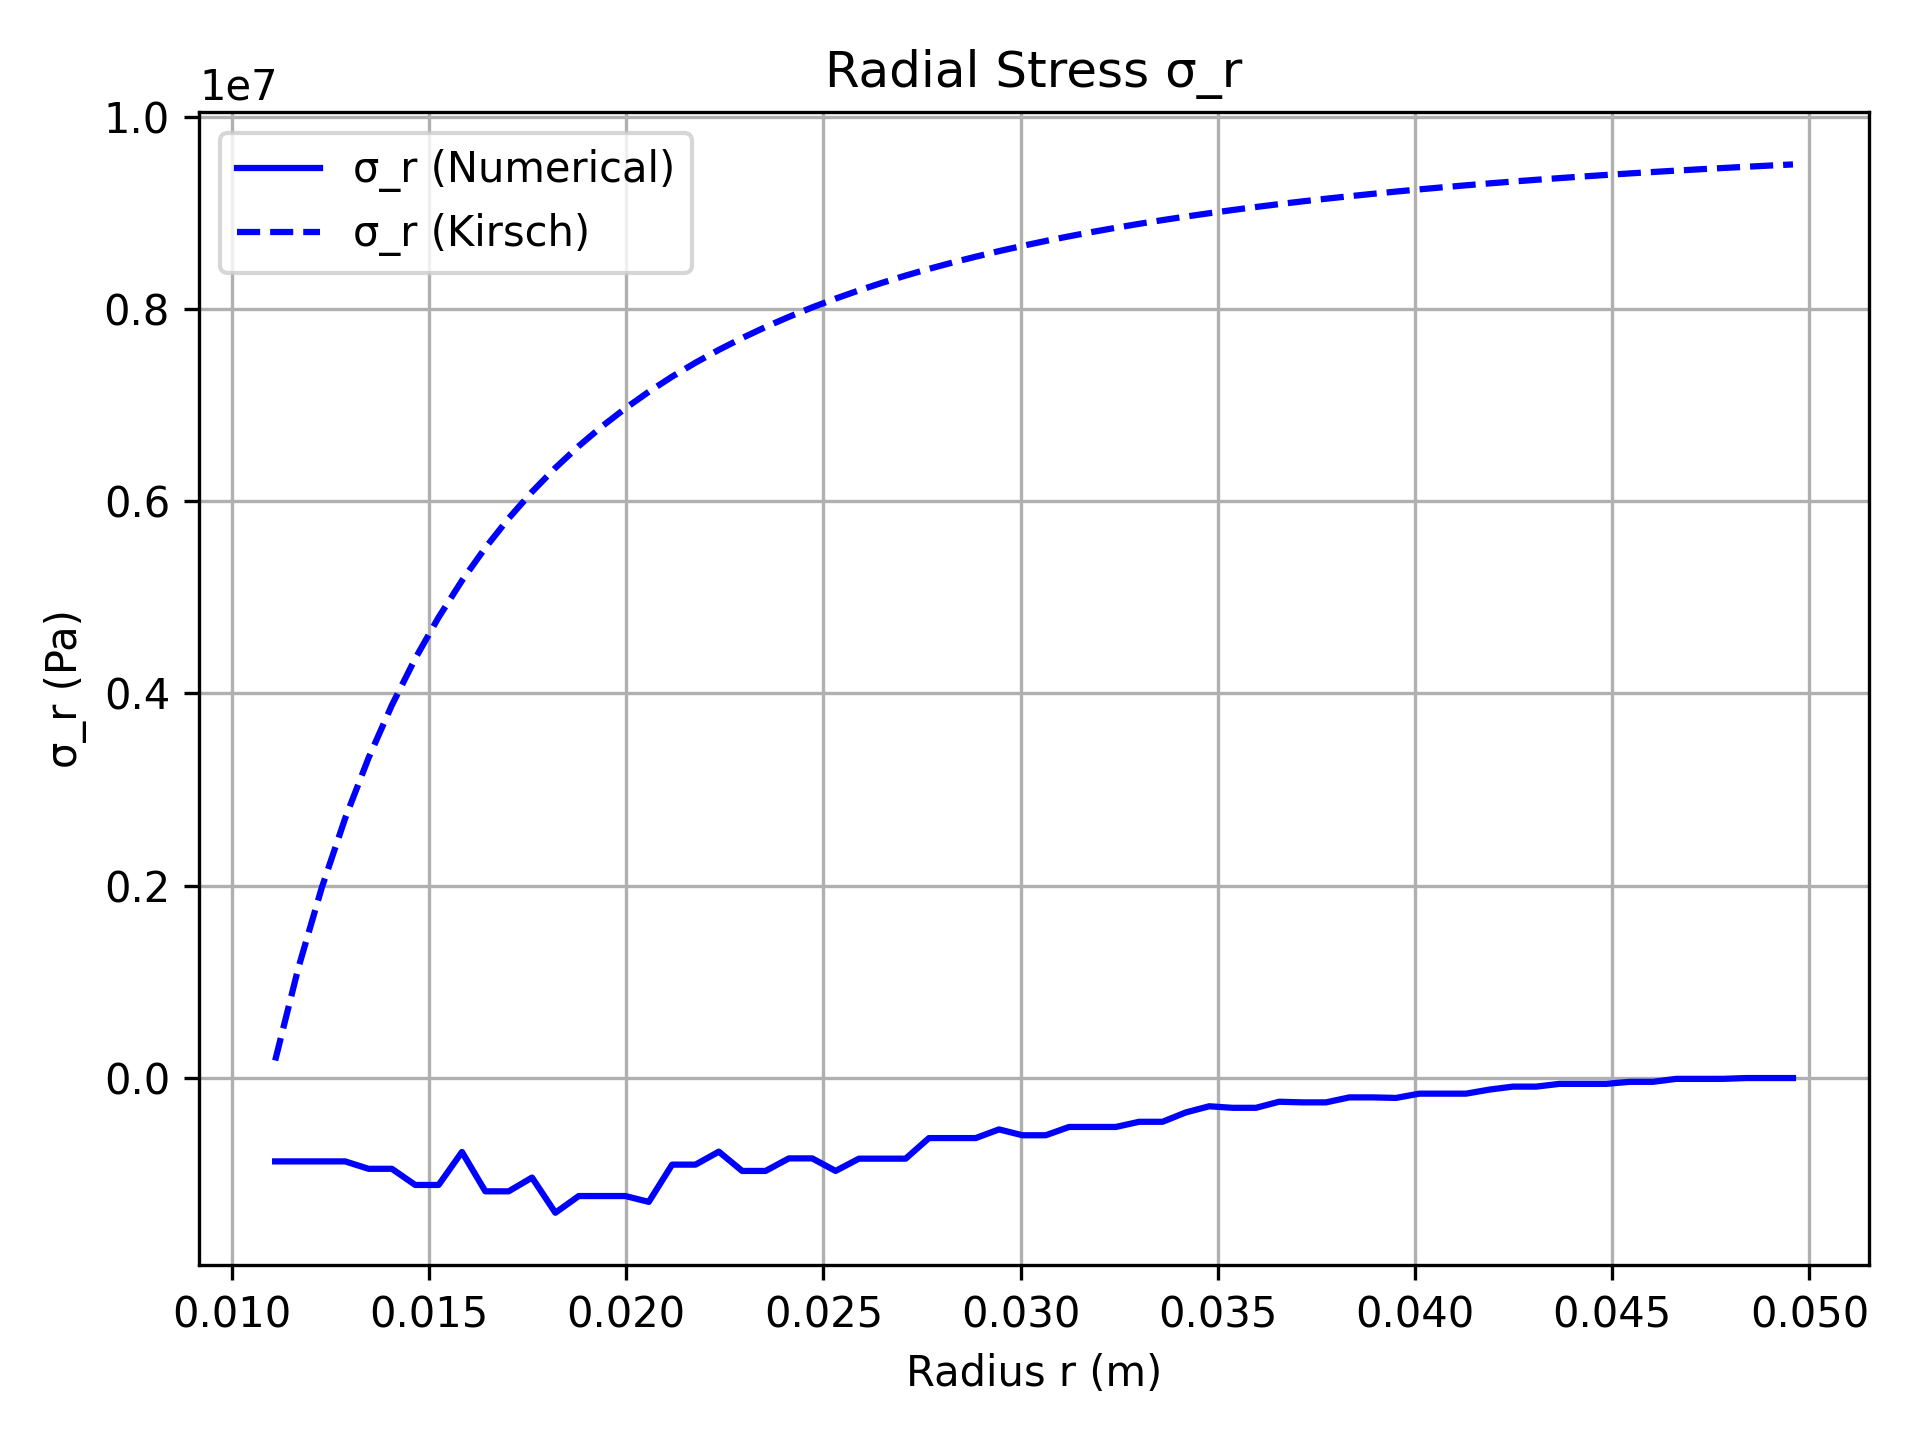 Radial Stress σ_r
1e7
1.0
0.8
0.6
0.4
0.2
0.0
σ_r (Pa)
σ_r (Numerical)
σ_r (Kirsch)
0.010 0.015 0.020 0.025 0.030 0.035 0.040 0.045 0.050
Radius r (m)